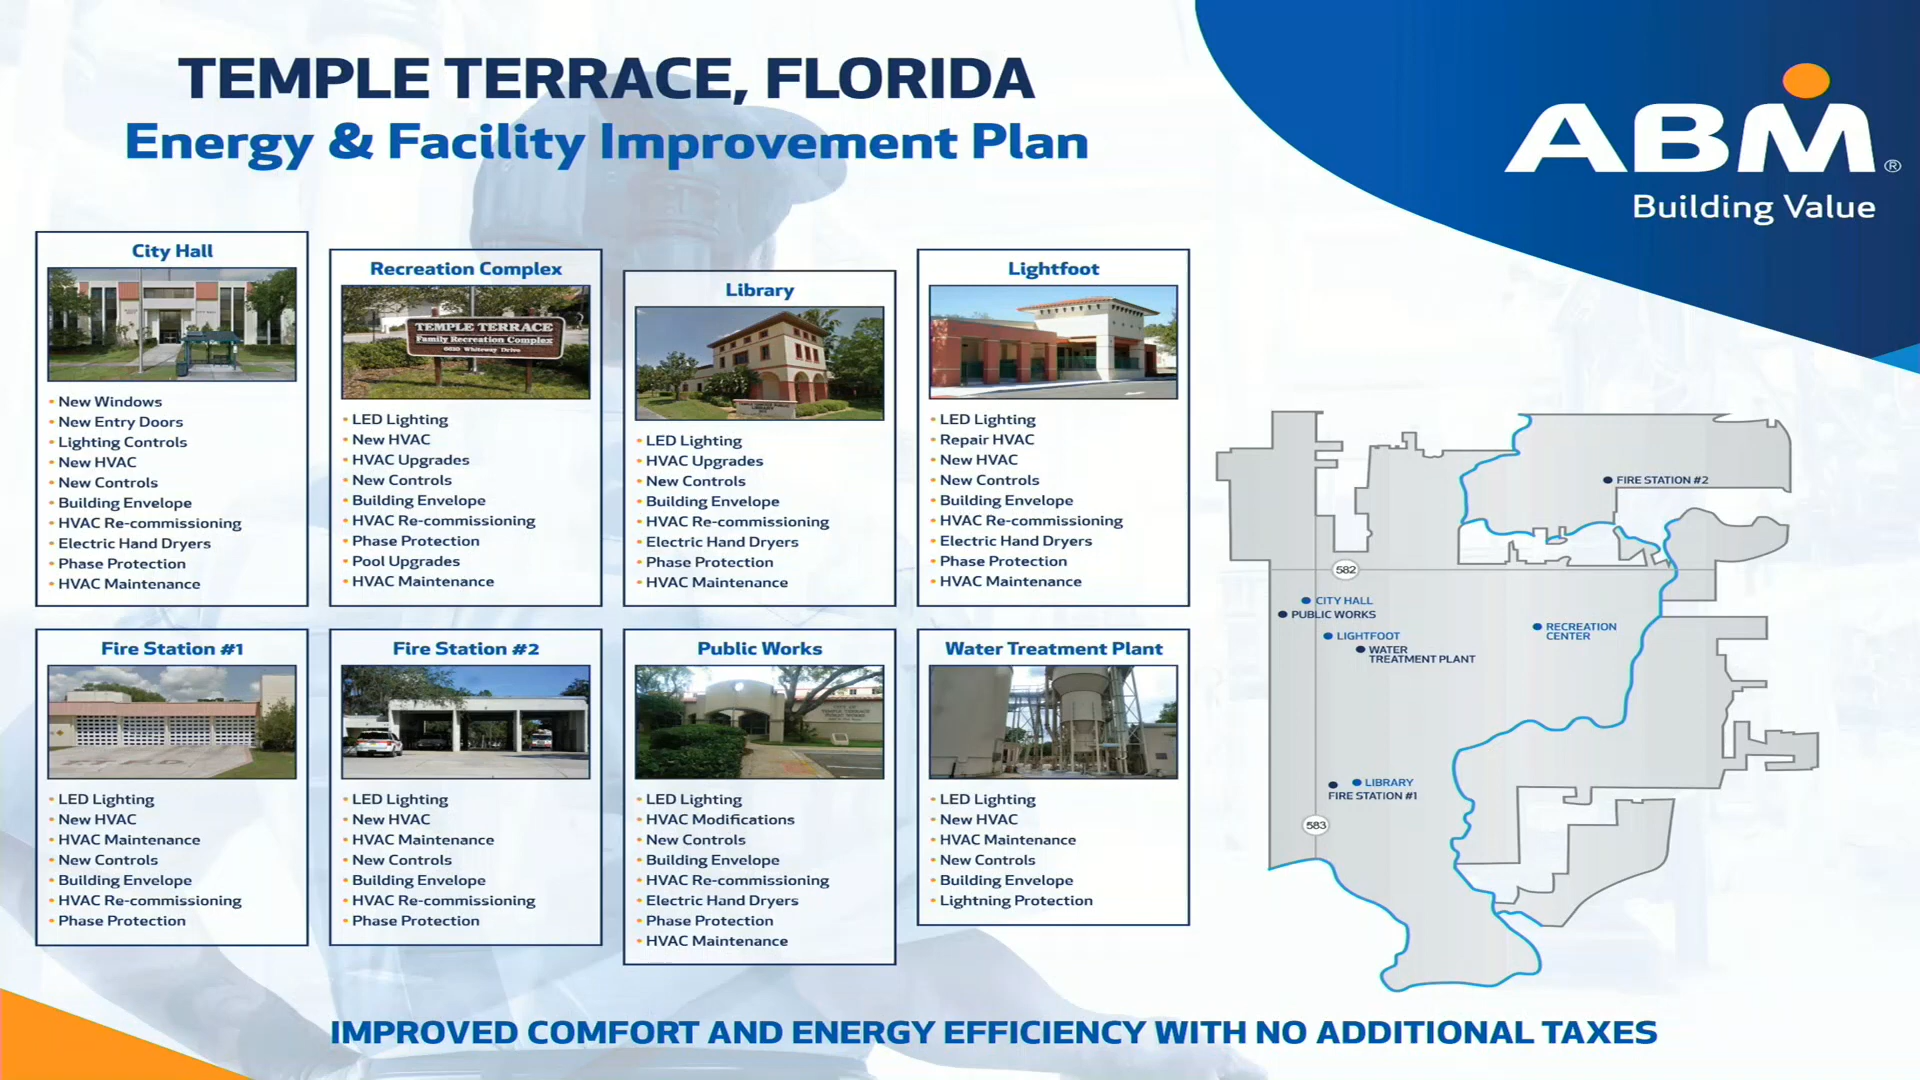 TEMPLE TERRACE, FLORIDA
Energy & Facility Improvement Plan
ABM®
Building Value
City Hall
• New Windows
• New Entry Doors
• Lighting Controls
• New HVAC
• New Controls
• Building Envelope
• HVAC Re-commissioning
• Electric Hand Dryers
• Phase Protection
• HVAC Maintenance
Recreation Complex
TEMPLE TERRACE
Family Recreation Complex
6610 Whiteway Drive
• LED Lighting
• New HVAC
• HVAC Upgrades
• New Controls
• Building Envelope
• HVAC Re-commissioning
• Phase Protection
• Pool Upgrades
• HVAC Maintenance
Library
• LED Lighting
• HVAC Upgrades
• New Controls
• Building Envelope
• HVAC Re-commissioning
• Electric Hand Dryers
• Phase Protection
• HVAC Maintenance
Lightfoot
• LED Lighting
• Repair HVAC
• New HVAC
• New Controls
• Building Envelope
• HVAC Re-commissioning
• Electric Hand Dryers
• Phase Protection
• HVAC Maintenance
Fire Station #1
• LED Lighting
• New HVAC
• HVAC Maintenance
• New Controls
• Building Envelope
• HVAC Re-commissioning
• Phase Protection
Fire Station #2
• LED Lighting
• New HVAC
• HVAC Maintenance
• New Controls
• Building Envelope
• HVAC Re-commissioning
• Phase Protection
Public Works
CITY OF
TEMPLE TERRACE
PUBLIC WORKS
• LED Lighting
• HVAC Modifications
• New Controls
• Building Envelope
• HVAC Re-commissioning
• Electric Hand Dryers
• Phase Protection
• HVAC Maintenance
Water Treatment Plant
• LED Lighting
• New HVAC
• HVAC Maintenance
• New Controls
• Building Envelope
• Lightning Protection
FIRE STATION #2
582
CITY HALL
PUBLIC WORKS
LIGHTFOOT
WATER
TREATMENT PLANT
RECREATION
CENTER
LIBRARY
FIRE STATION #1
583
IMPROVED COMFORT AND ENERGY EFFICIENCY WITH NO ADDITIONAL TAXES